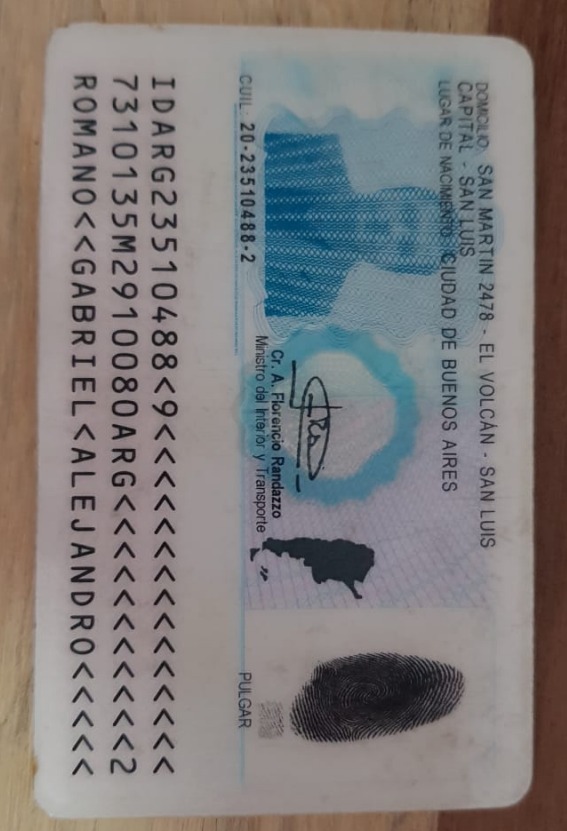 DOMICILIO: SAN MARTIN 2478 - EL VOLCÁN - SAN LUIS
CAPITAL - SAN LUIS
LUGAR DE NACIMIENTO: CIUDAD DE BUENOS AIRES
Cr. A. Florencio Randazzo
Ministro del Interior y Transporte
CUIL: 20-23510488-2
PULGAR
IDARG23510488<9<<<<<<<<<<<<<<<
7310135M2910080ARG<<<<<<<<<<<2
ROMANO<<GABRIEL<ALEJANDRO<<<<<